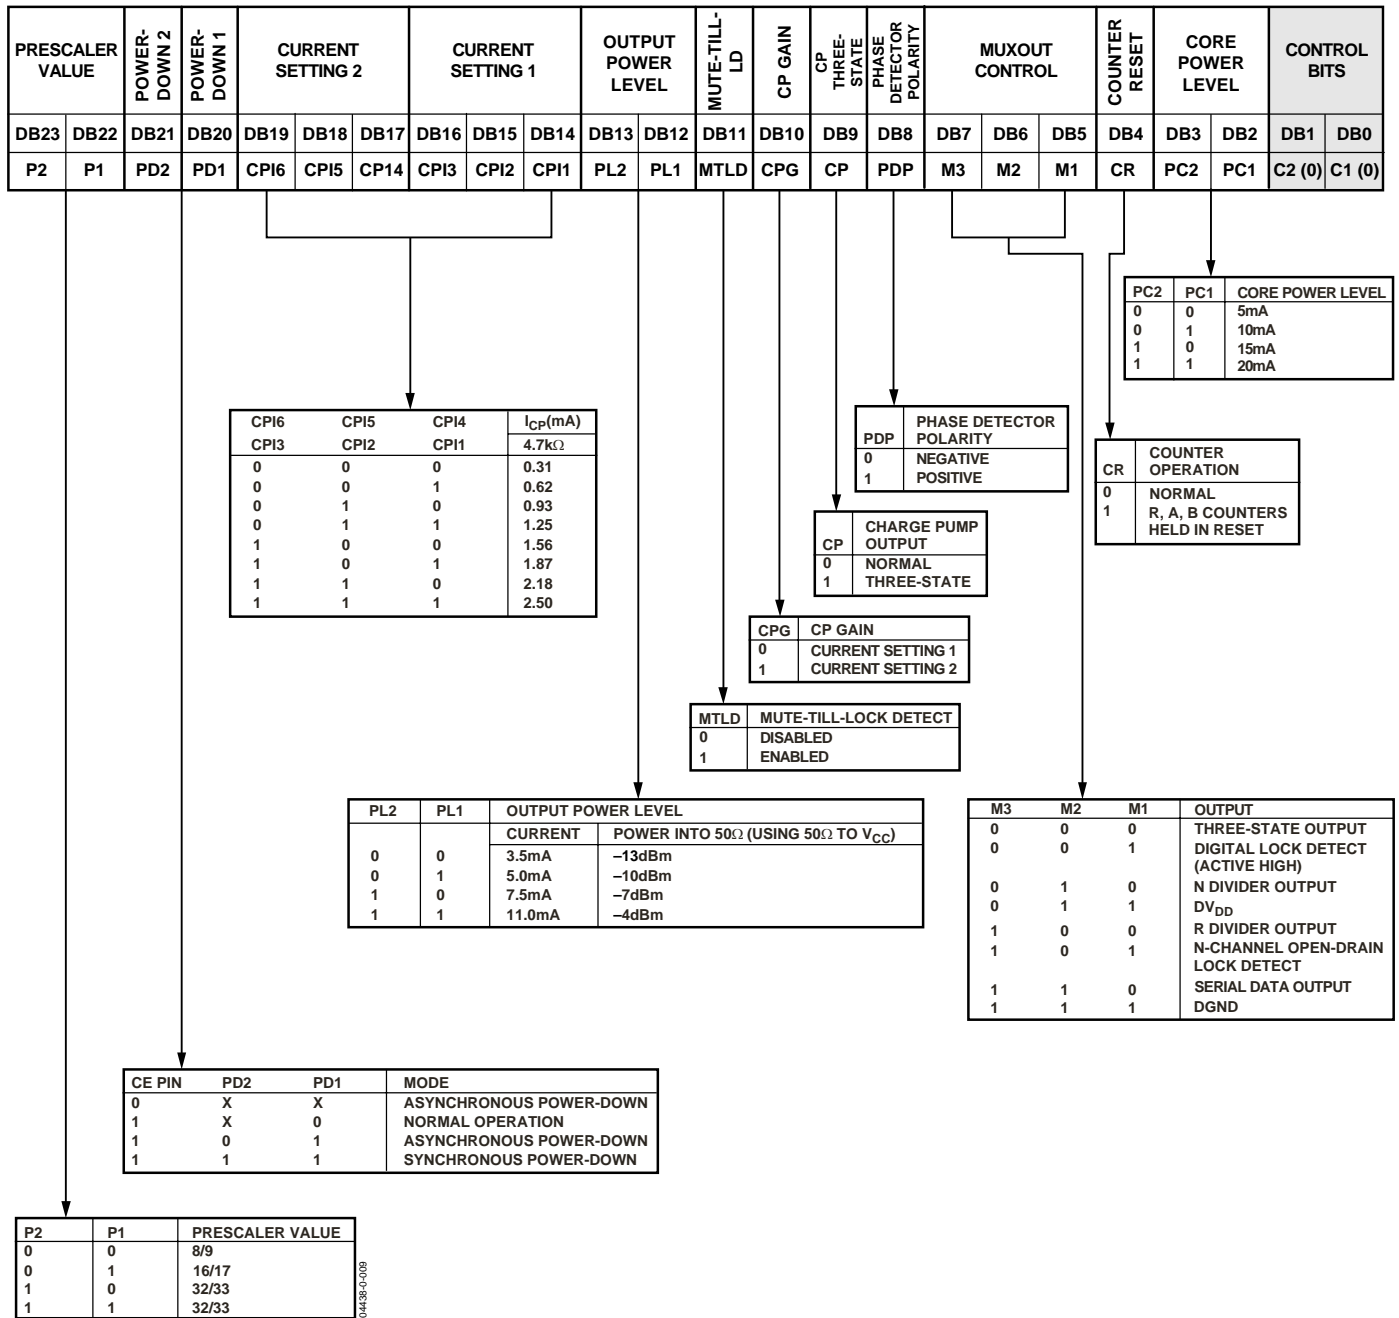 PRESCALER VALUE POWER-DOWN 2 POWER-DOWN 1 CURRENT SETTING 2 CURRENT SETTING 1 OUTPUT POWER LEVEL MUTE-TILL-LD CP GAIN CP THREE-STATE PHASE DETECTOR POLARITY MUXOUT CONTROL COUNTER RESET CORE POWER LEVEL CONTROL BITS
DB23 DB22 DB21 DB20 DB19 DB18 DB17 DB16 DB15 DB14 DB13 DB12 DB11 DB10 DB9 DB8 DB7 DB6 DB5 DB4 DB3 DB2 DB1 DB0
P2 P1 PD2 PD1 CPI6 CPI5 CP14 CPI3 CPI2 CPI1 PL2 PL1 MTLD CPG CP PDP M3 M2 M1 CR PC2 PC1 C2 (0) C1 (0)
PC2 PC1 CORE POWER LEVEL
0 0 5mA
0 1 10mA
1 0 15mA
1 1 20mA
CPI6 CPI5 CPI4 ICP(mA)
CPI3 CPI2 CPI1 4.7kΩ
0 0 0 0.31
0 0 1 0.62
0 1 0 0.93
0 1 1 1.25
1 0 0 1.56
1 0 1 1.87
1 1 0 2.18
1 1 1 2.50
PHASE DETECTOR
PDP POLARITY
0 NEGATIVE
1 POSITIVE
COUNTER
CR OPERATION
0 NORMAL
1 R, A, B COUNTERS
HELD IN RESET
CHARGE PUMP
CP OUTPUT
0 NORMAL
1 THREE-STATE
CPG CP GAIN
0 CURRENT SETTING 1
1 CURRENT SETTING 2
MTLD MUTE-TILL-LOCK DETECT
0 DISABLED
1 ENABLED
PL2 PL1 OUTPUT POWER LEVEL
CURRENT POWER INTO 50Ω (USING 50Ω TO VCC)
0 0 3.5mA –13dBm
0 1 5.0mA –10dBm
1 0 7.5mA –7dBm
1 1 11.0mA –4dBm
M3 M2 M1 OUTPUT
0 0 0 THREE-STATE OUTPUT
0 0 1 DIGITAL LOCK DETECT
(ACTIVE HIGH)
0 1 0 N DIVIDER OUTPUT
0 1 1 DVDD
1 0 0 R DIVIDER OUTPUT
1 0 1 N-CHANNEL OPEN-DRAIN
LOCK DETECT
1 1 0 SERIAL DATA OUTPUT
1 1 1 DGND
CE PIN PD2 PD1 MODE
0 X X ASYNCHRONOUS POWER-DOWN
1 X 0 NORMAL OPERATION
1 0 1 ASYNCHRONOUS POWER-DOWN
1 1 1 SYNCHRONOUS POWER-DOWN
P2 P1 PRESCALER VALUE
0 0 8/9
0 1 16/17
1 0 32/33
1 1 32/33
04438-0-009